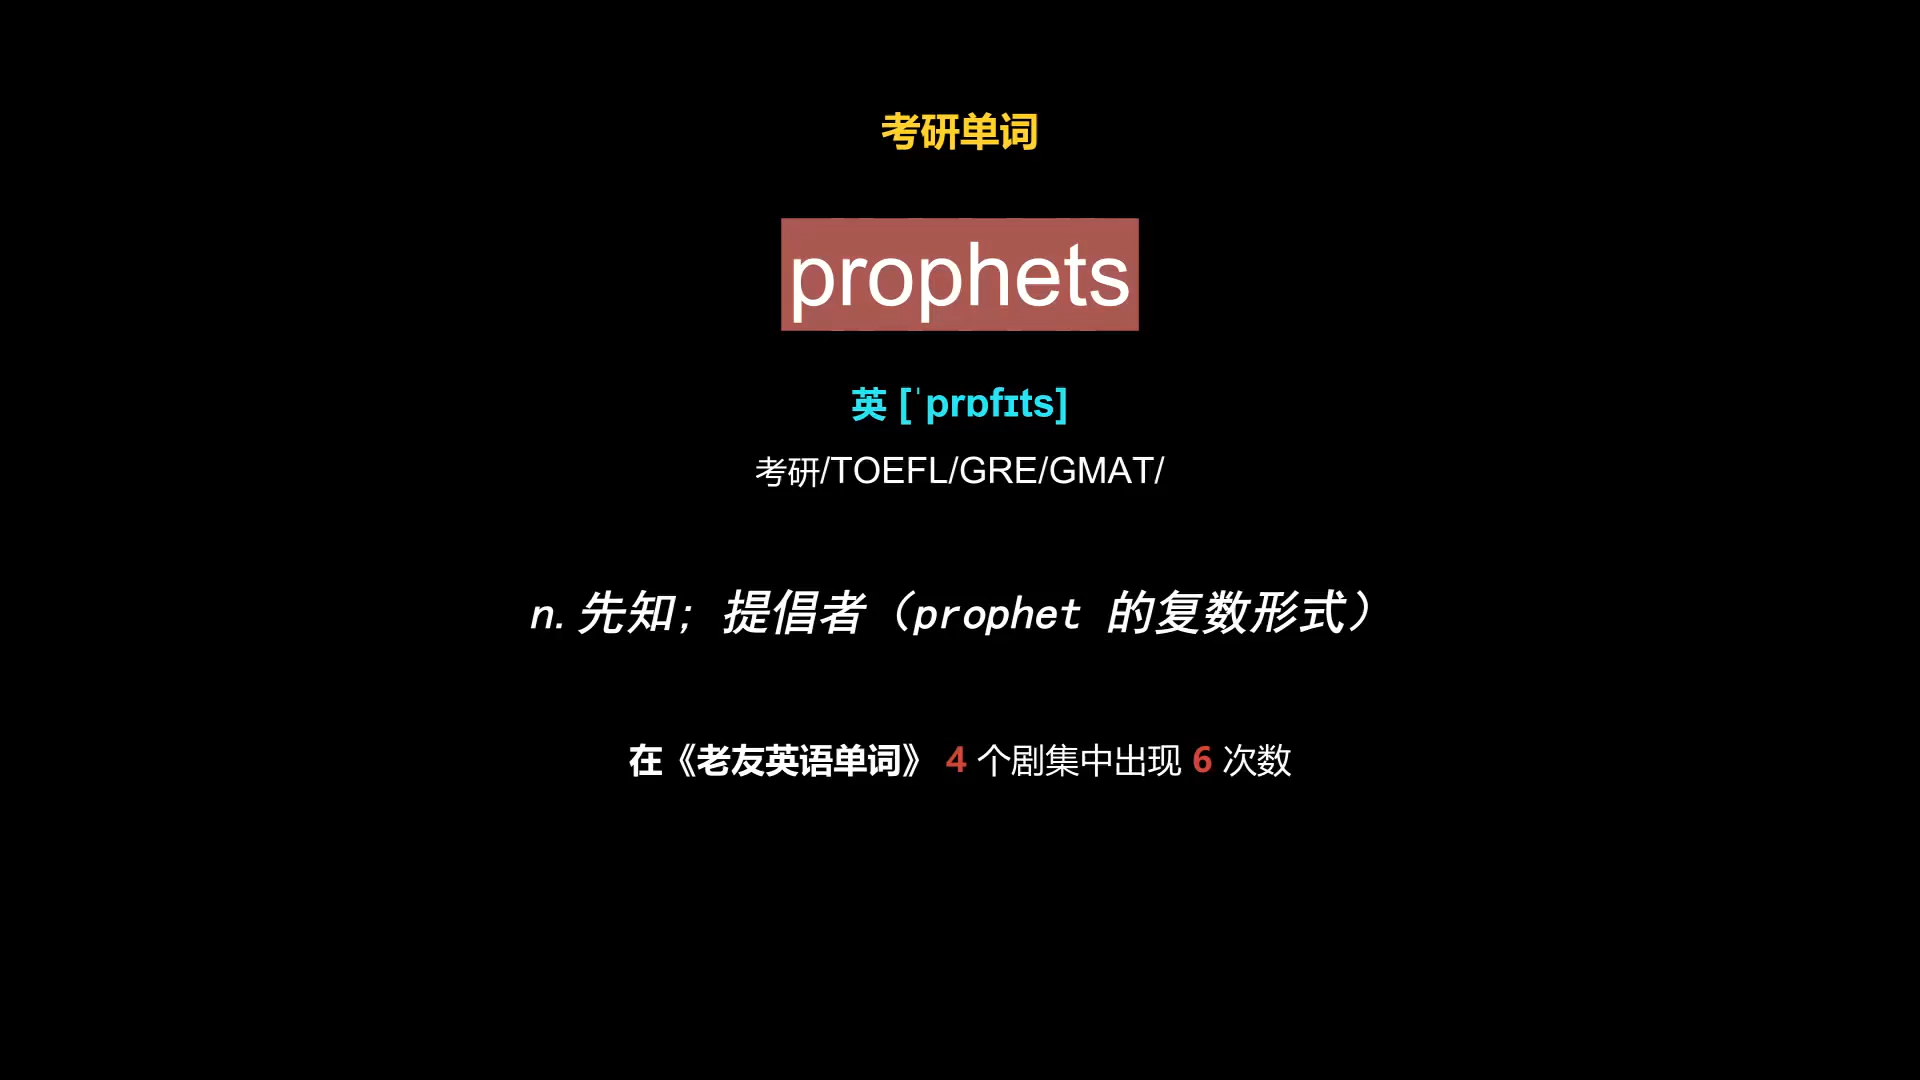 考研单词
prophets
英 [ˈprɒfɪts]
考研/TOEFL/GRE/GMAT/
n. 先知；提倡者（prophet 的复数形式）
在《老友英语单词》 4 个剧集中出现 6 次数